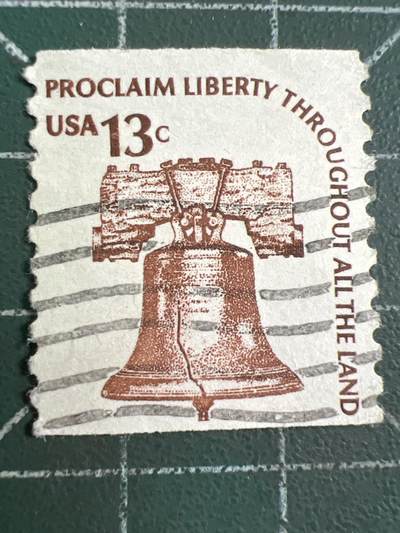 PROCLAIM LIBERTY THROUGHOUT ALL THE LAND
USA 13c